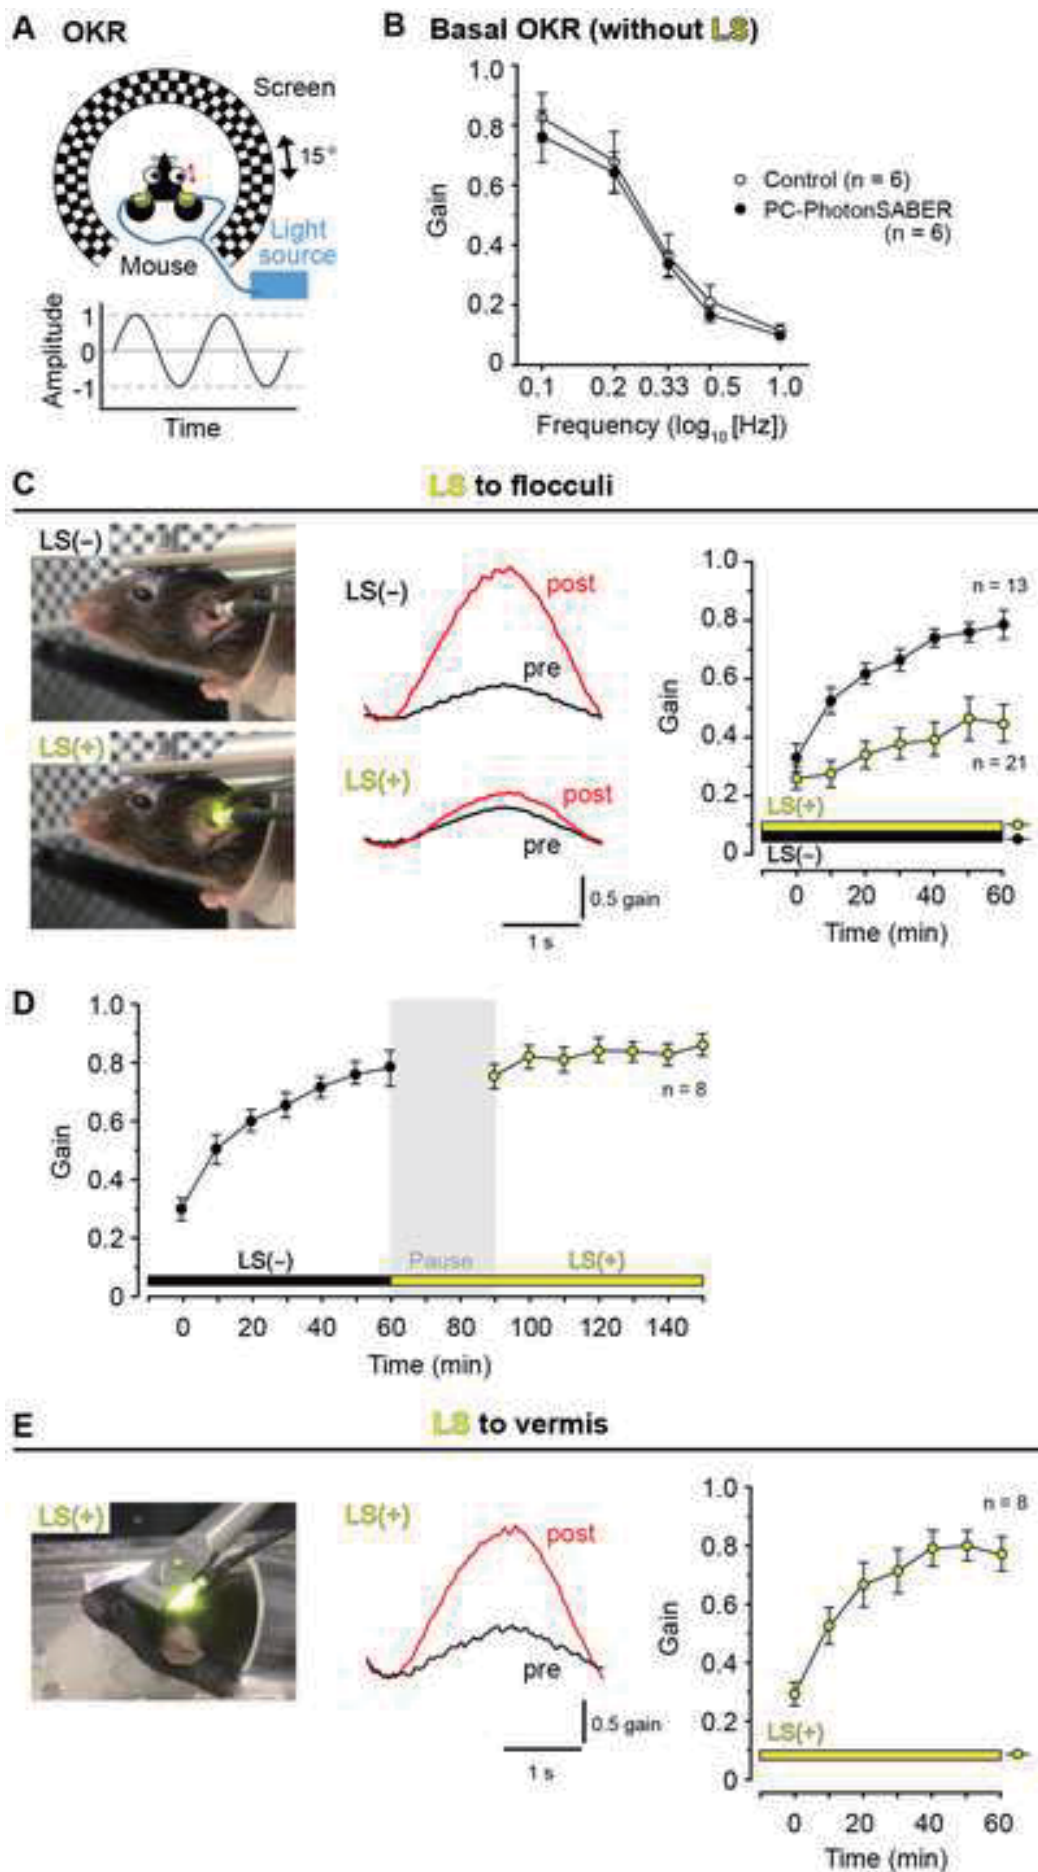 A OKR
Screen
15°
Light
source
Mouse
Amplitude
1
0
-1
Time
B Basal OKR (without LS)
1.0
0.8
0.6
0.4
0.2
0
Gain
Control (n = 6)
PC-PhotonSABER
(n = 6)
0.1 0.2 0.33 0.5 1.0
Frequency (log10 [Hz])
C LS to flocculi
LS(−)
LS(+)
LS(−)
post
pre
LS(+)
post
pre
0.5 gain
1 s
1.0
0.8
0.6
0.4
0.2
0
Gain
n = 13
n = 21
LS(+)
LS(−)
0 20 40 60
Time (min)
D
1.0
0.8
0.6
0.4
0.2
0
Gain
n = 8
LS(−) Pause LS(+)
0 20 40 60 80 100 120 140
Time (min)
E LS to vermis
LS(+)
LS(+)
post
pre
0.5 gain
1 s
1.0
0.8
0.6
0.4
0.2
0
Gain
n = 8
LS(+)
0 20 40 60
Time (min)